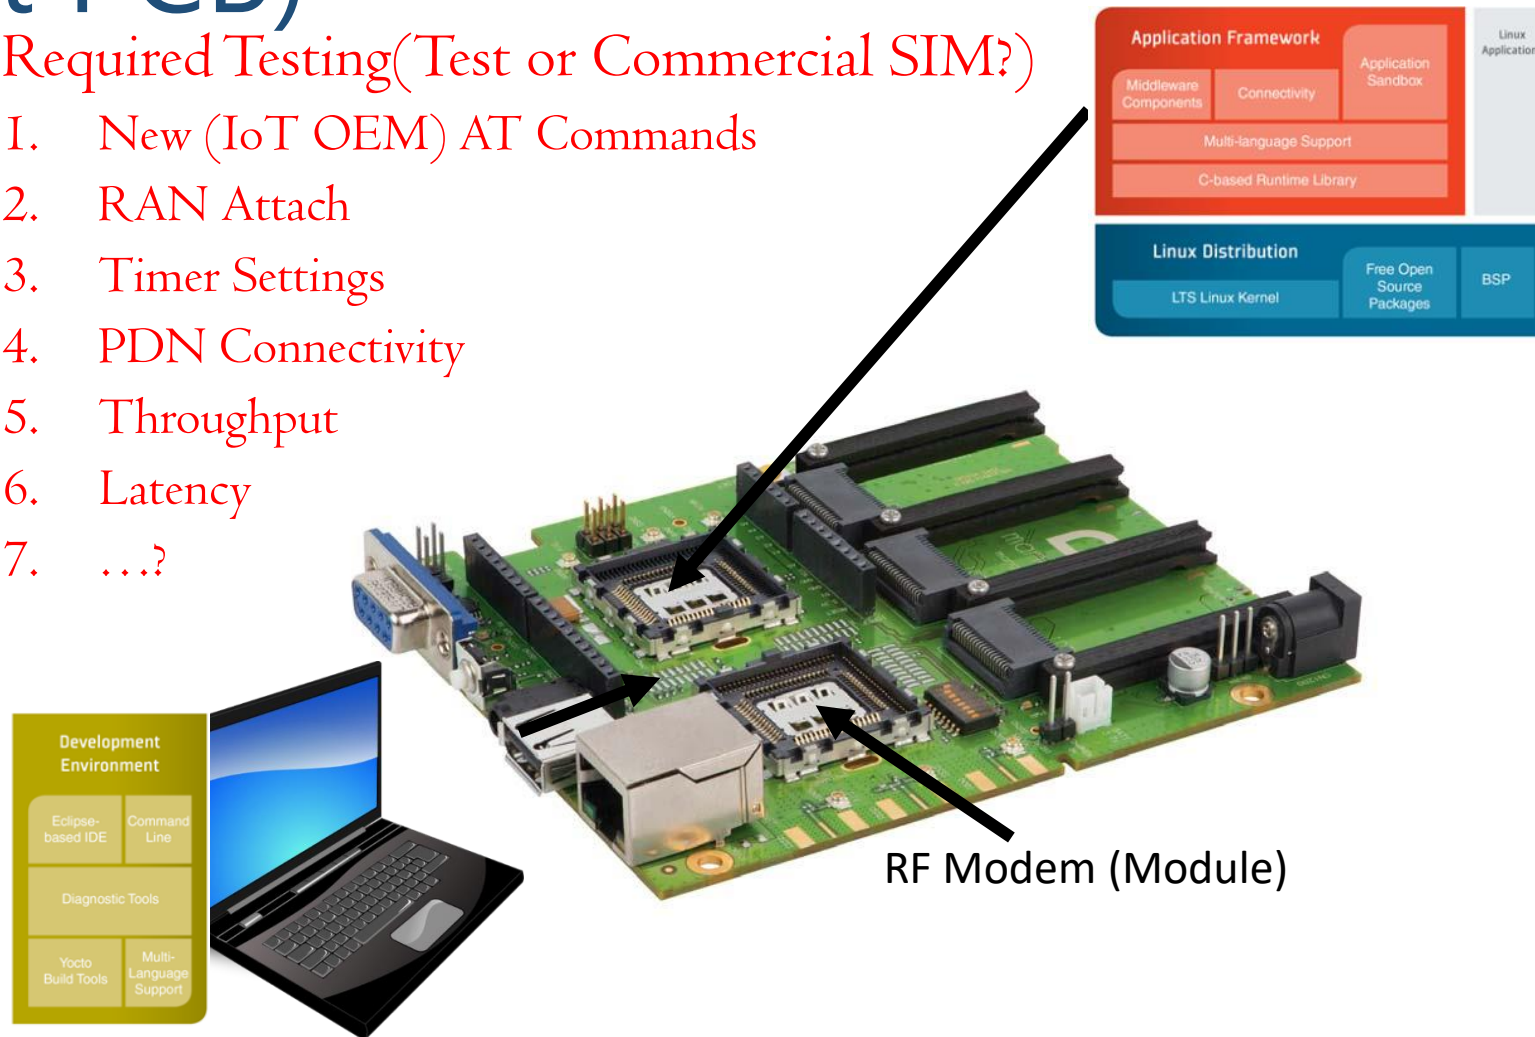 t PCB)
Required Testing(Test or Commercial SIM?)
1. New (IoT OEM) AT Commands
2. RAN Attach
3. Timer Settings
4. PDN Connectivity
5. Throughput
6. Latency
7. ...?
Application Framework
Application
Sandbox
Middleware
Components
Connectivity
Multi-language Support
C-based Runtime Library
Linux
Application
Linux Distribution
LTS Linux Kernel
Free Open
Source
Packages
BSP
Development
Environment
Eclipse-
based IDE
Command
Line
Diagnostic Tools
Yocto
Build Tools
Multi-
Language
Support
RF Modem (Module)